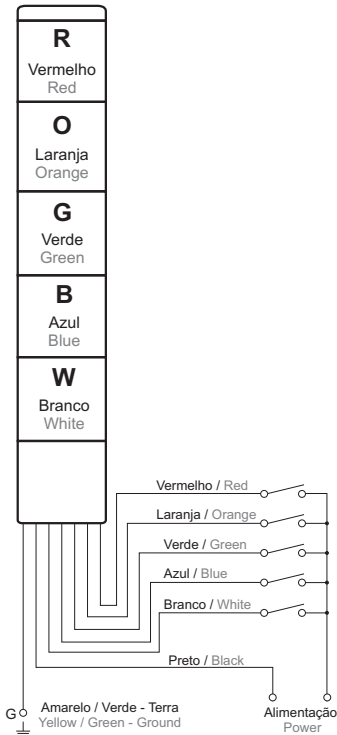 R
Vermelho
Red
O
Laranja
Orange
G
Verde
Green
B
Azul
Blue
W
Branco
White
Vermelho / Red
Laranja / Orange
Verde / Green
Azul / Blue
Branco / White
Preto / Black
G
Amarelo / Verde - Terra
Yellow / Green - Ground
Alimentação
Power